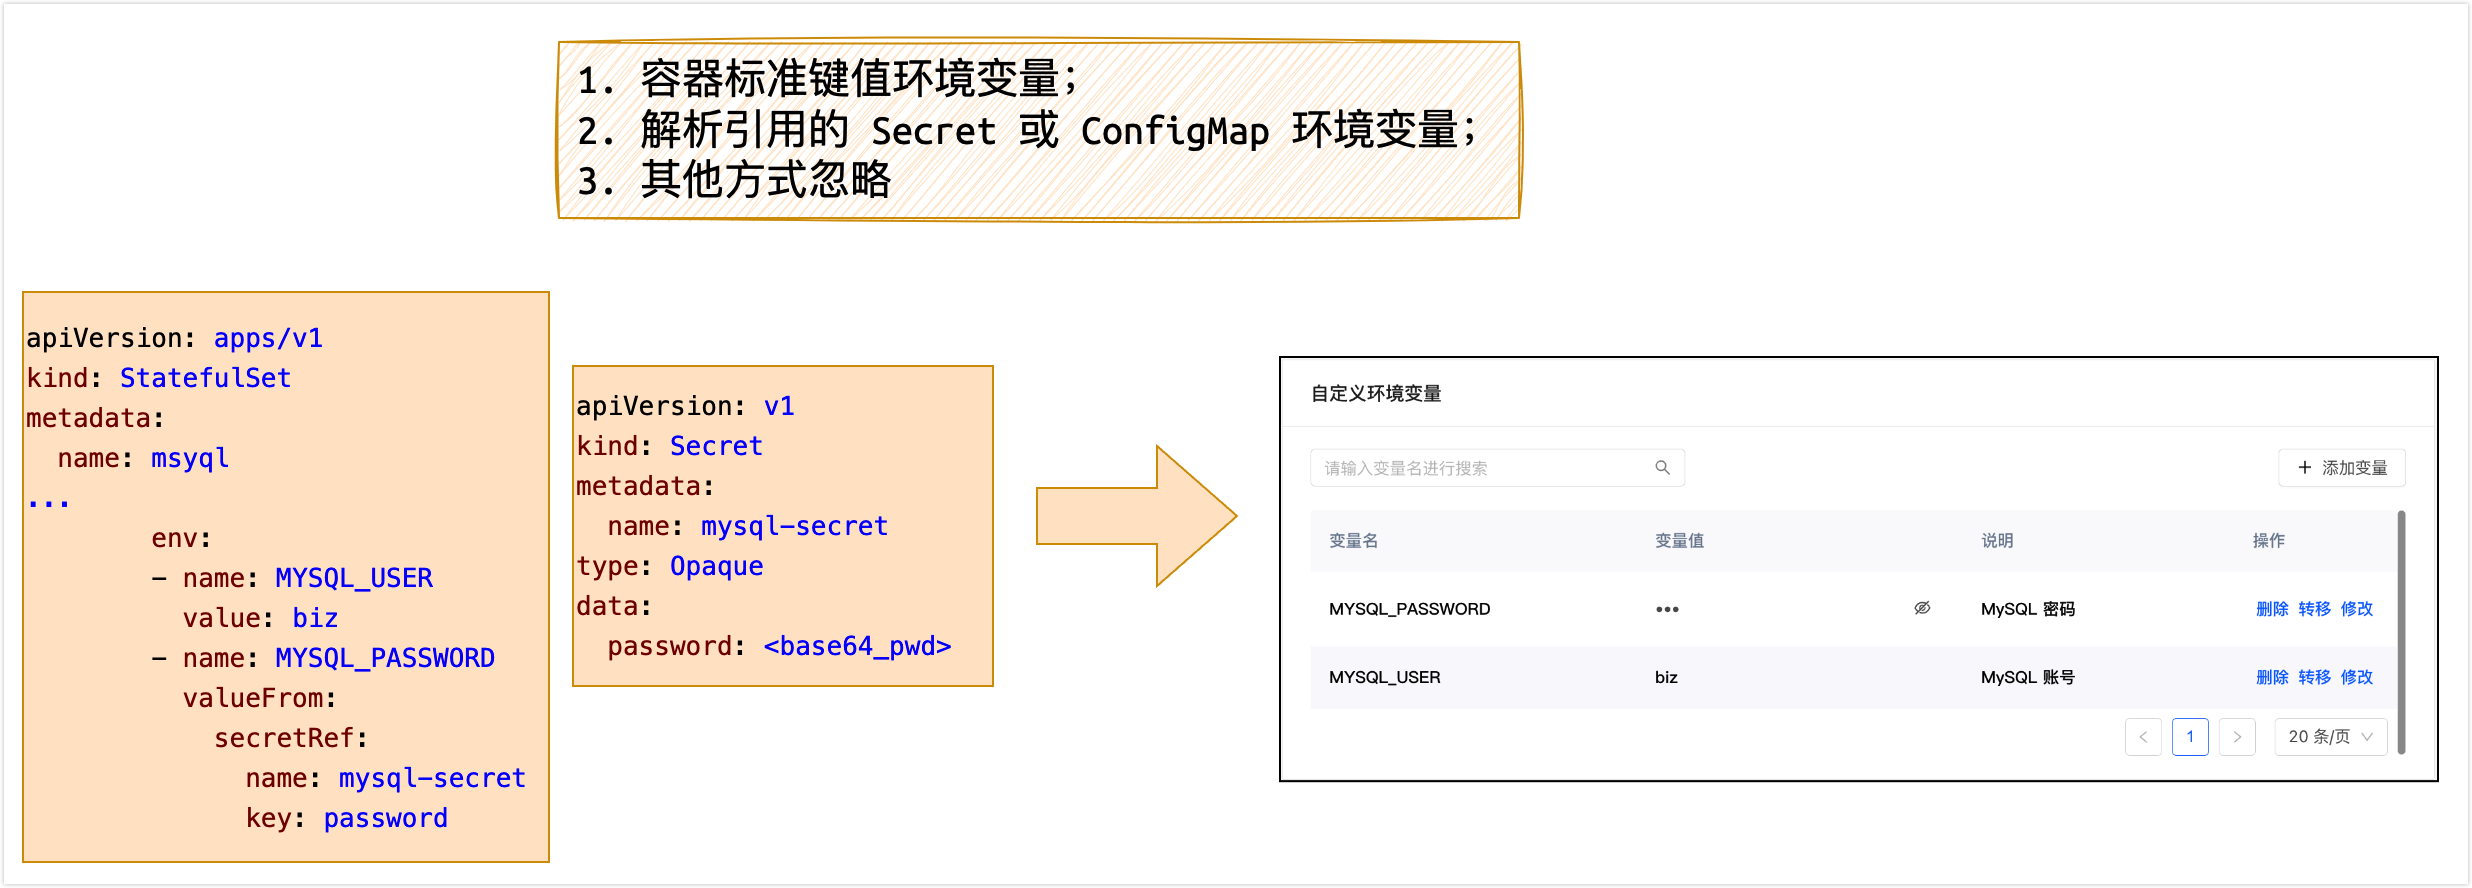 1. 容器标准键值环境变量;
2. 解析引用的 Secret 或 ConfigMap 环境变量;
3. 其他方式忽略
apiVersion: apps/v1
kind: StatefulSet
metadata:
  name: msyql
...
        env:
        - name: MYSQL_USER
          value: biz
        - name: MYSQL_PASSWORD
          valueFrom:
            secretRef:
              name: mysql-secret
              key: password
apiVersion: v1
kind: Secret
metadata:
  name: mysql-secret
type: Opaque
data:
  password: <base64_pwd>
自定义环境变量
请输入变量名进行搜索 + 添加变量
变量名 变量值 说明 操作
MYSQL_PASSWORD ••• MySQL 密码 删除 转移 修改
MYSQL_USER biz MySQL 账号 删除 转移 修改
< 1 > 20 条/页